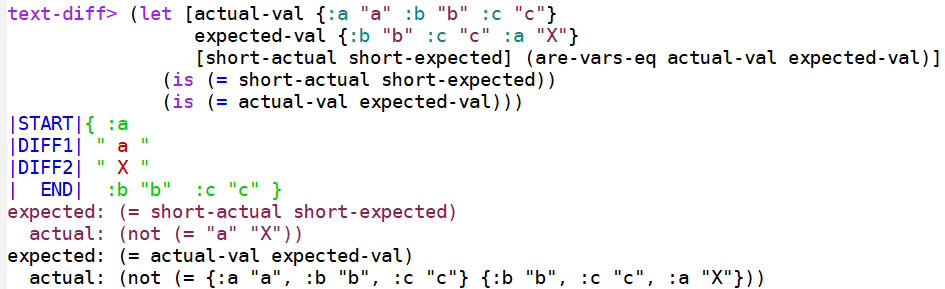 text-diff> (let [actual-val {:a "a" :b "b" :c "c"}
expected-val {:b "b" :c "c" :a "X"}
[short-actual short-expected] (are-vars-eq actual-val expected-val)]
(is (= short-actual short-expected))
(is (= actual-val expected-val)))
|START|{ :a
|DIFF1| " a "
|DIFF2| " X "
| END| :b "b" :c "c" }
expected: (= short-actual short-expected)
actual: (not (= "a" "X"))
expected: (= actual-val expected-val)
actual: (not (= {:a "a", :b "b", :c "c"} {:b "b", :c "c", :a "X"}))